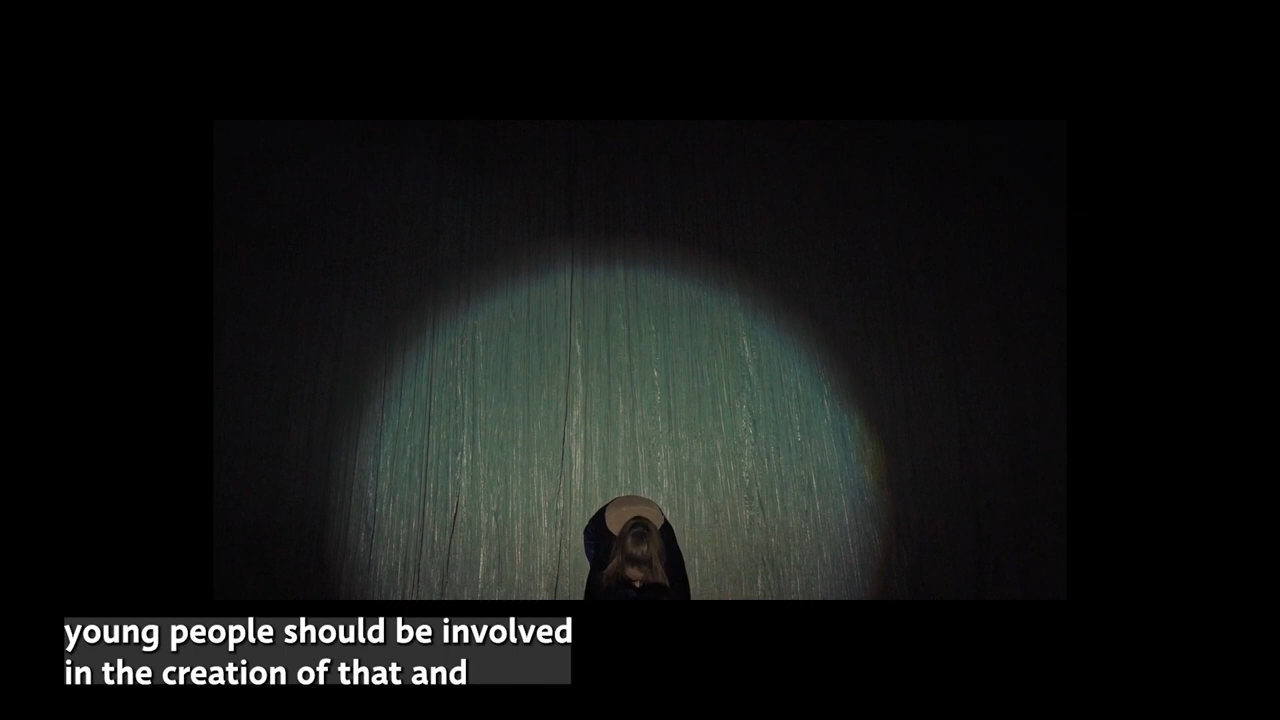 young people should be involved
in the creation of that and